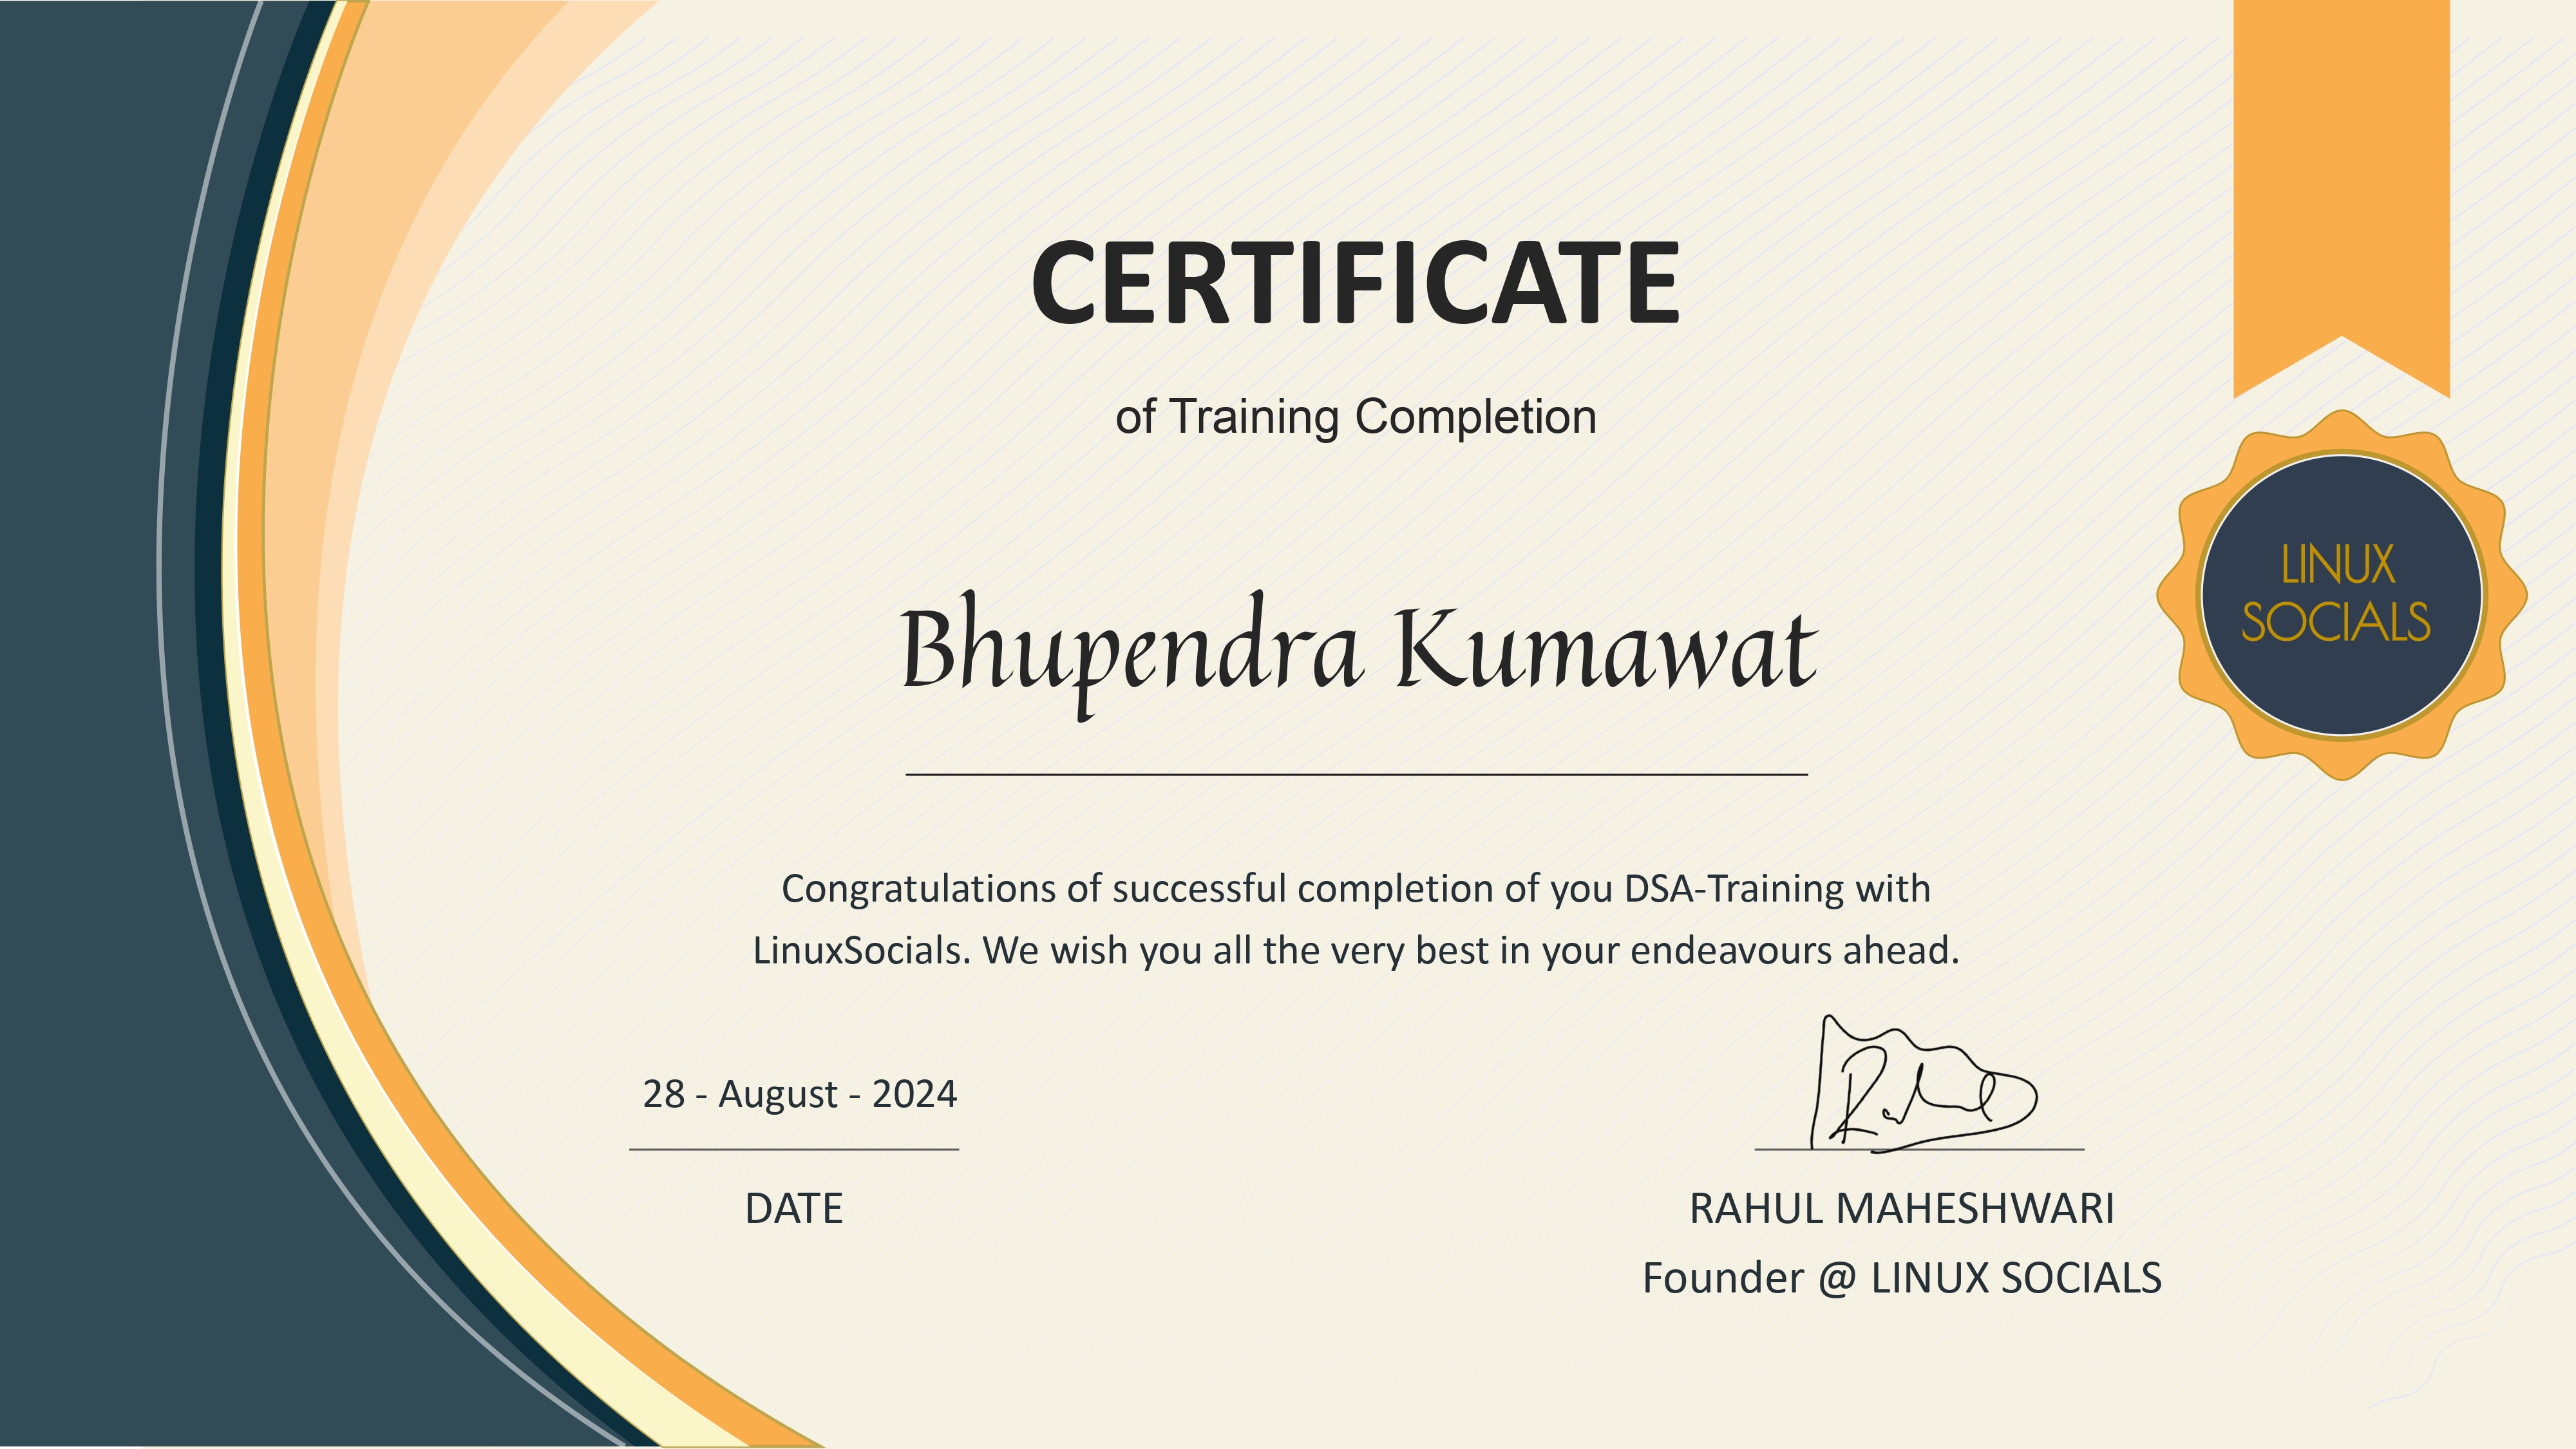 CERTIFICATE
of Training Completion
LINUX
SOCIALS
Bhupendra Kumawat
Congratulations of successful completion of you DSA-Training with
LinuxSocials. We wish you all the very best in your endeavours ahead.
28 - August - 2024
DATE
RAHUL MAHESHWARI
Founder @ LINUX SOCIALS